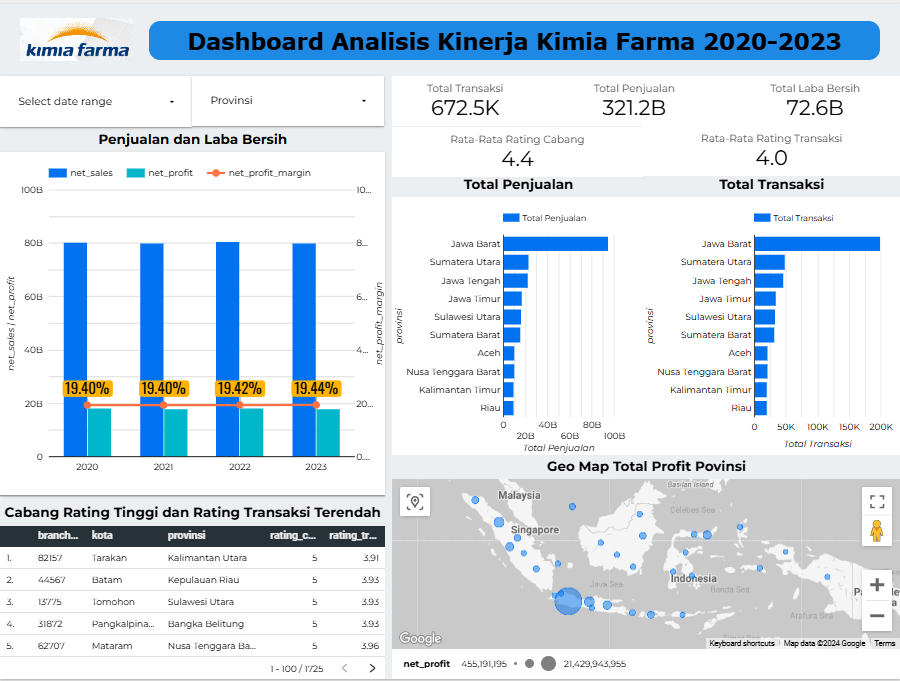 kimia farma
Dashboard Analisis Kinerja Kimia Farma 2020-2023
Select date range
Provinsi
Total Transaksi
672.5K
Total Penjualan
321.2B
Total Laba Bersih
72.6B
Rata-Rata Rating Cabang
4.4
Rata-Rata Rating Transaksi
4.0
Penjualan dan Laba Bersih
net_sales net_profit net_profit_margin
100B 10...
80B 8...
60B 6...
40B 4...
20B 20...
0 0...
19.40% 19.40% 19.42% 19.44%
net_sales | net_profit
net_profit_margin
2020 2021 2022 2023
Total Penjualan
Total Penjualan
provinsi
Jawa Barat
Sumatera Utara
Jawa Tengah
Jawa Timur
Sulawesi Utara
Sumatera Barat
Aceh
Nusa Tenggara Barat
Kalimantan Timur
Riau
0 40B 80B
20B 60B 100B
Total Penjualan
Total Transaksi
Total Transaksi
provinsi
Jawa Barat
Sumatera Utara
Jawa Tengah
Jawa Timur
Sulawesi Utara
Sumatera Barat
Aceh
Nusa Tenggara Barat
Kalimantan Timur
Riau
0 50K 100K 150K 200K
Total Transaksi
Cabang Rating Tinggi dan Rating Transaksi Terendah
branch... kota provinsi rating_c... rating_tr...
1. 82157 Tarakan Kalimantan Utara 5 3.91
2. 44567 Batam Kepulauan Riau 5 3.93
3. 13775 Tomohon Sulawesi Utara 5 3.93
4. 31872 Pangkalpina... Bangka Belitung 5 3.93
5. 62707 Mataram Nusa Tenggara Ba... 5 3.96
1 - 100 / 1725 < >
Geo Map Total Profit Povinsi
Basilan Island
Malaysia
Celebes Sea
Singapore
Indonesia
Java Sea
Banda Sea
Arafura Sea
Google
Keyboard shortcuts Map data ©2024 Google Terms
net_profit 455,191,195 21,429,943,955